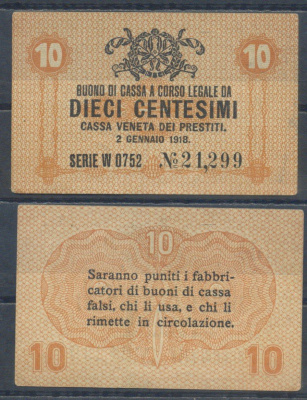 10 10
BUONO DI CASSA A CORSO LEGALE DA
DIECI CENTESIMI
CASSA VENETA DEI PRESTITI.
2 GENNAIO 1918.
SERIE W 0752 No 21,299
10
Saranno puniti i fabbri-
catori di buoni di cassa
falsi, chi li usa, e chi li
rimette in circolazione.
10 10